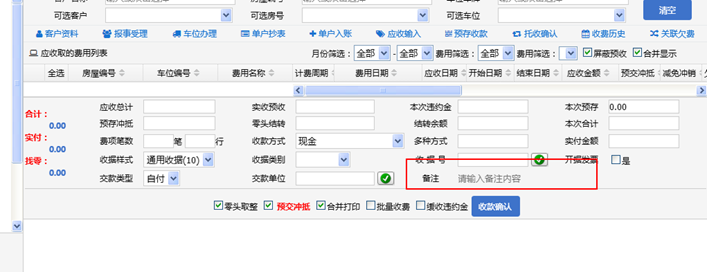 可选客户 可选房号 可选车位 清空
客户资料 报事受理 车位办理 单户抄表 单户入账 应收输入 预存收款 托收确认 收费历史 关联欠费
应收取的费用列表 月份筛选： 全部 - 全部 费用筛选： 全部 费用筛选： 屏蔽预收 合并显示
全选 房屋编号 车位编号 费用名称 计费周期 费用日期 应收日期 开始日期 结束日期 应收金额 预交冲抵 减免冲销
合计： 应收总计 实收预收 本次违约金 本次预存 0.00
0.00 预存冲抵 零头结转 结转金额 本次合计
实付： 费项笔数 笔 行 收款方式 现金 多种方式 实付金额
0.00
找零： 收据样式 通用收据(10) 收据类别 收据号 开据发票 是
0.00 交款类型 自付 交款单位 备注 请输入备注内容
零头取整 预交冲抵 合并打印 批量收费 缓收违约金 收款确认